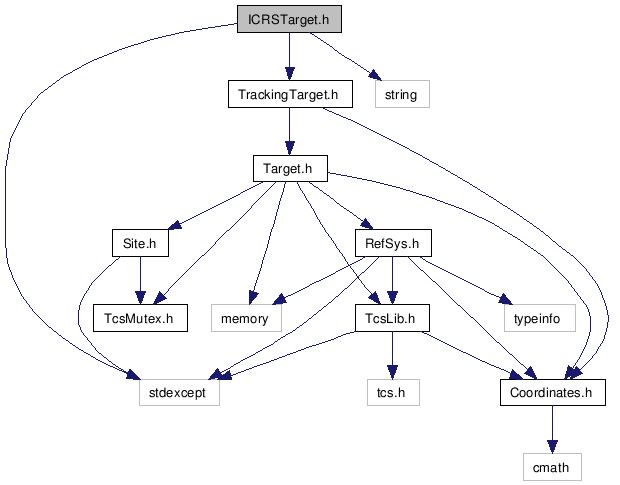 ICRSTarget.h
TrackingTarget.h
string
Target.h
Site.h
RefSys.h
TcsMutex.h
memory
TcsLib.h
typeinfo
stdexcept
tcs.h
Coordinates.h
cmath